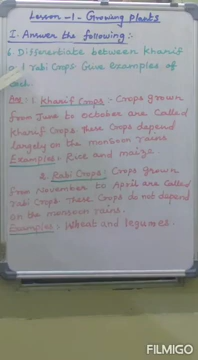 Lesson -1- Growing plants
I. Answer the following :-
6. Differentiate between Kharif
and rabi Crops Give Examples of
each
Ans: 1. Kharif Crops :- Crops grown
from June to october are called
Kharif Crops. These Crops depend
largely on the monsoon rains
Examples:- Rice and maize
2. Rabi Crops: Crops grown
from November to April are called
rabi Crops These Crops do not depend
on the monsoon rains.
Examples:- Wheat and legumes.
FILMIGO